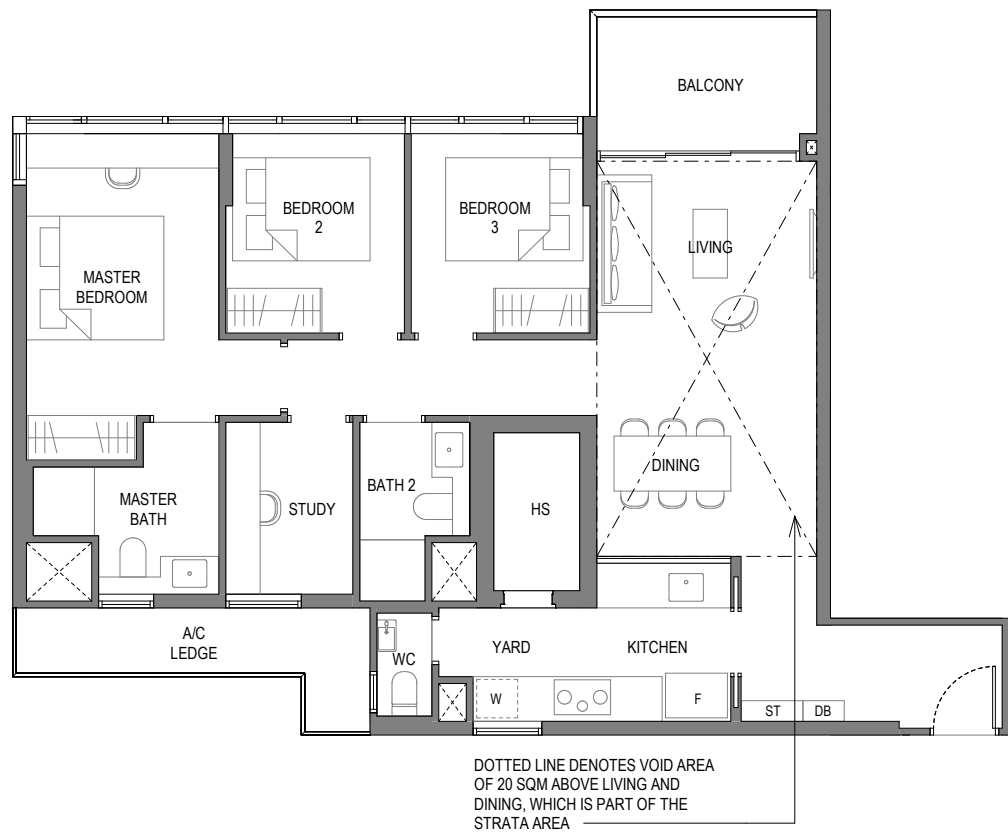 BALCONY
BEDROOM
2
BEDROOM
3
LIVING
MASTER
BEDROOM
DINING
MASTER
BATH
STUDY
BATH 2
HS
A/C
LEDGE
WC
YARD
KITCHEN
W
F
ST
DB
DOTTED LINE DENOTES VOID AREA
OF 20 SQM ABOVE LIVING AND
DINING, WHICH IS PART OF THE
STRATA AREA